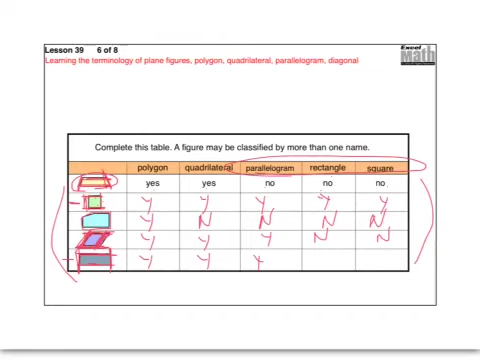 Lesson 39 6 of 8
Excel Math
Learning the terminology of plane figures, polygon, quadrilateral, parallelogram, diagonal
Complete this table. A figure may be classified by more than one name.
polygon quadrilateral parallelogram rectangle square
yes yes no no no
y y y y y
y N N N N
y y y N N
y y y